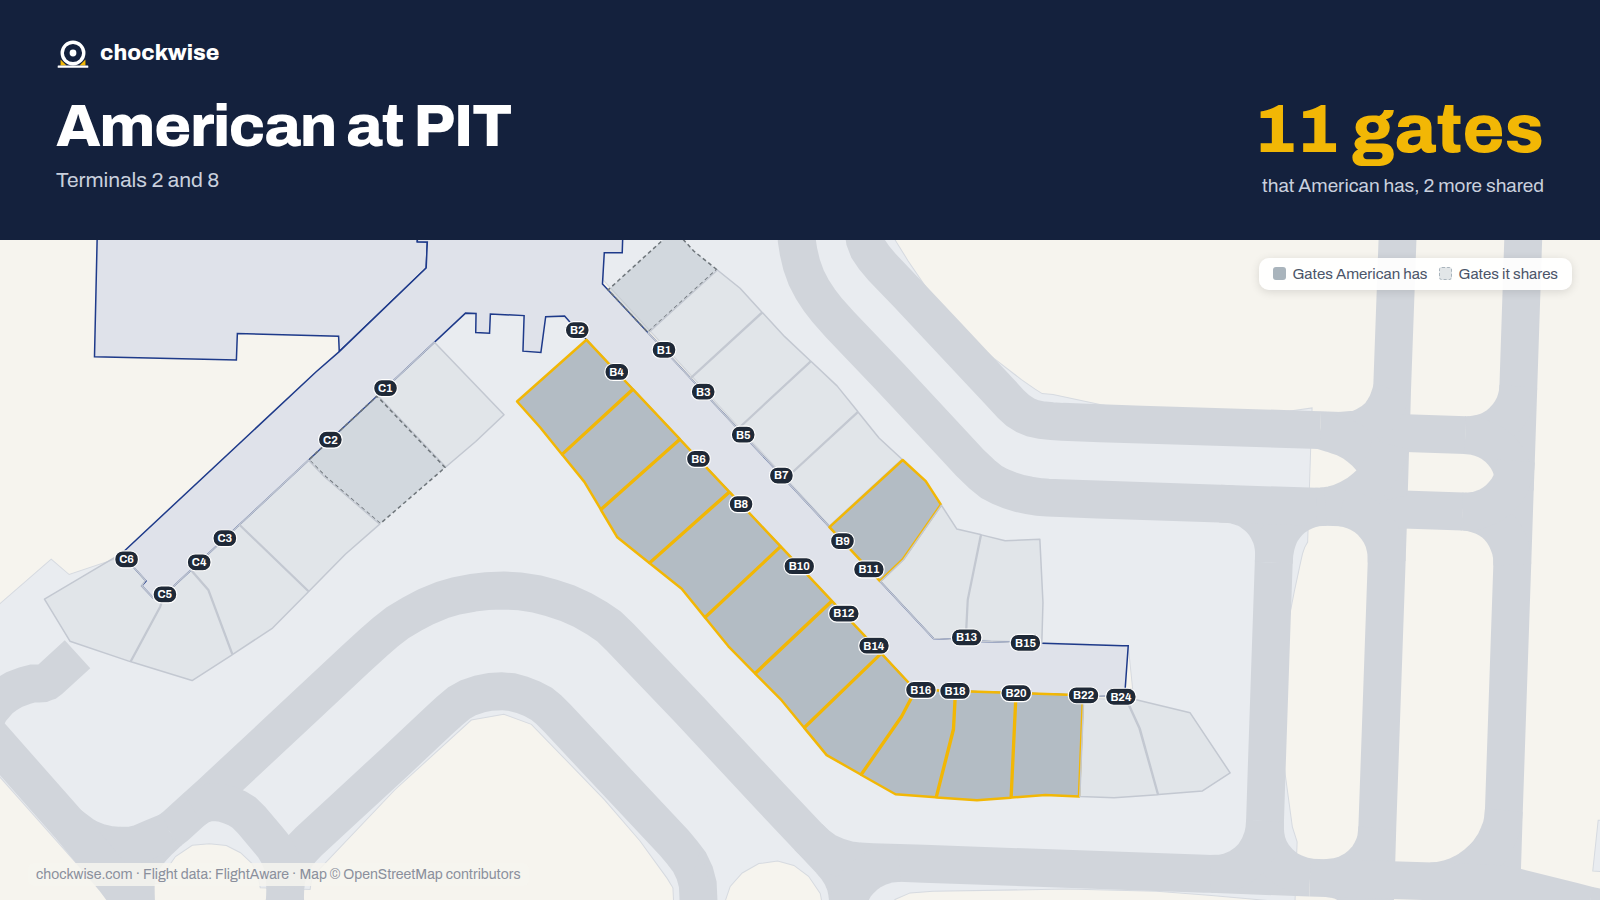 chockwise
American at PIT
Terminals 2 and 8
11 gates
that American has, 2 more shared
Gates American has
Gates it shares
B2
B1
B4
B3
C1
B5
C2
B6
B7
B8
C3
B9
C6
C4
B10
B11
C5
B12
B13
B15
B14
B16
B18
B20
B22
B24
chockwise.com · Flight data: FlightAware · Map © OpenStreetMap contributors